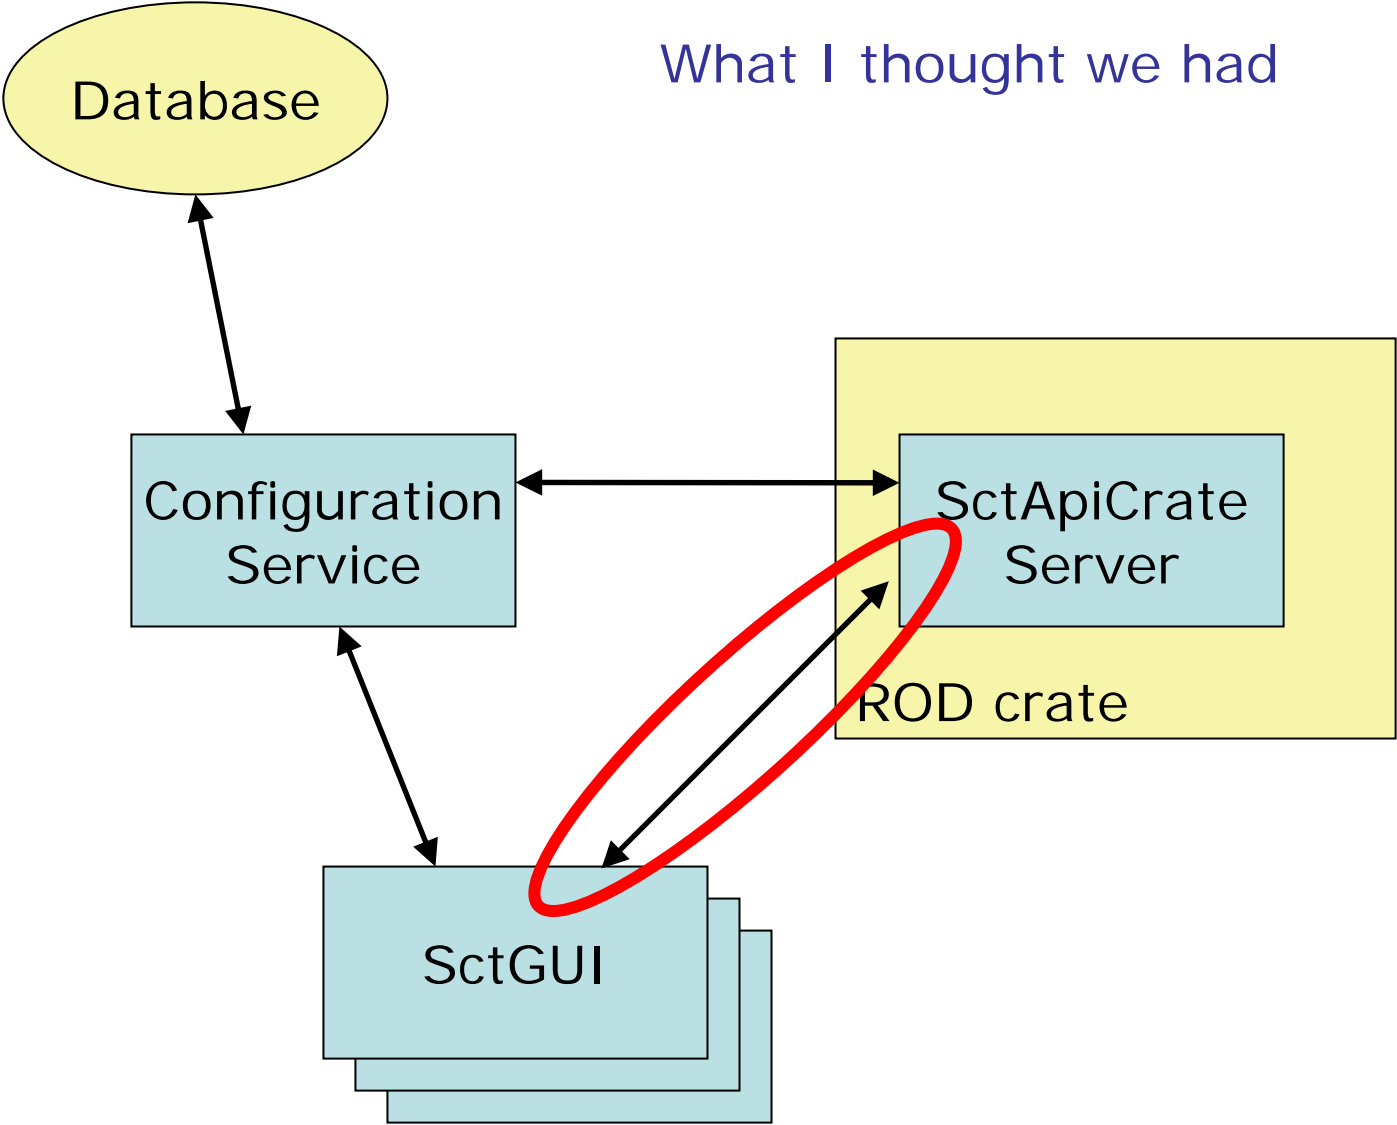 What I thought we had
Database
Configuration
Service
SctApiCrate
Server
ROD crate
SctGUI